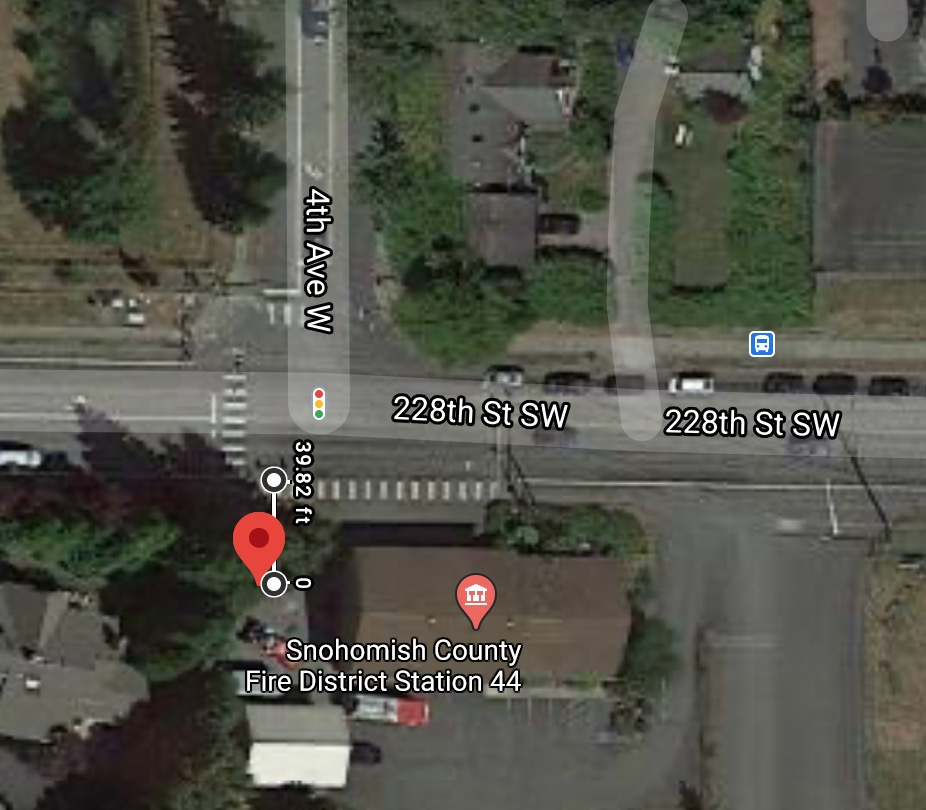 4th Ave W
228th St SW
228th St SW
39.82 ft
0
Snohomish County
Fire District Station 44